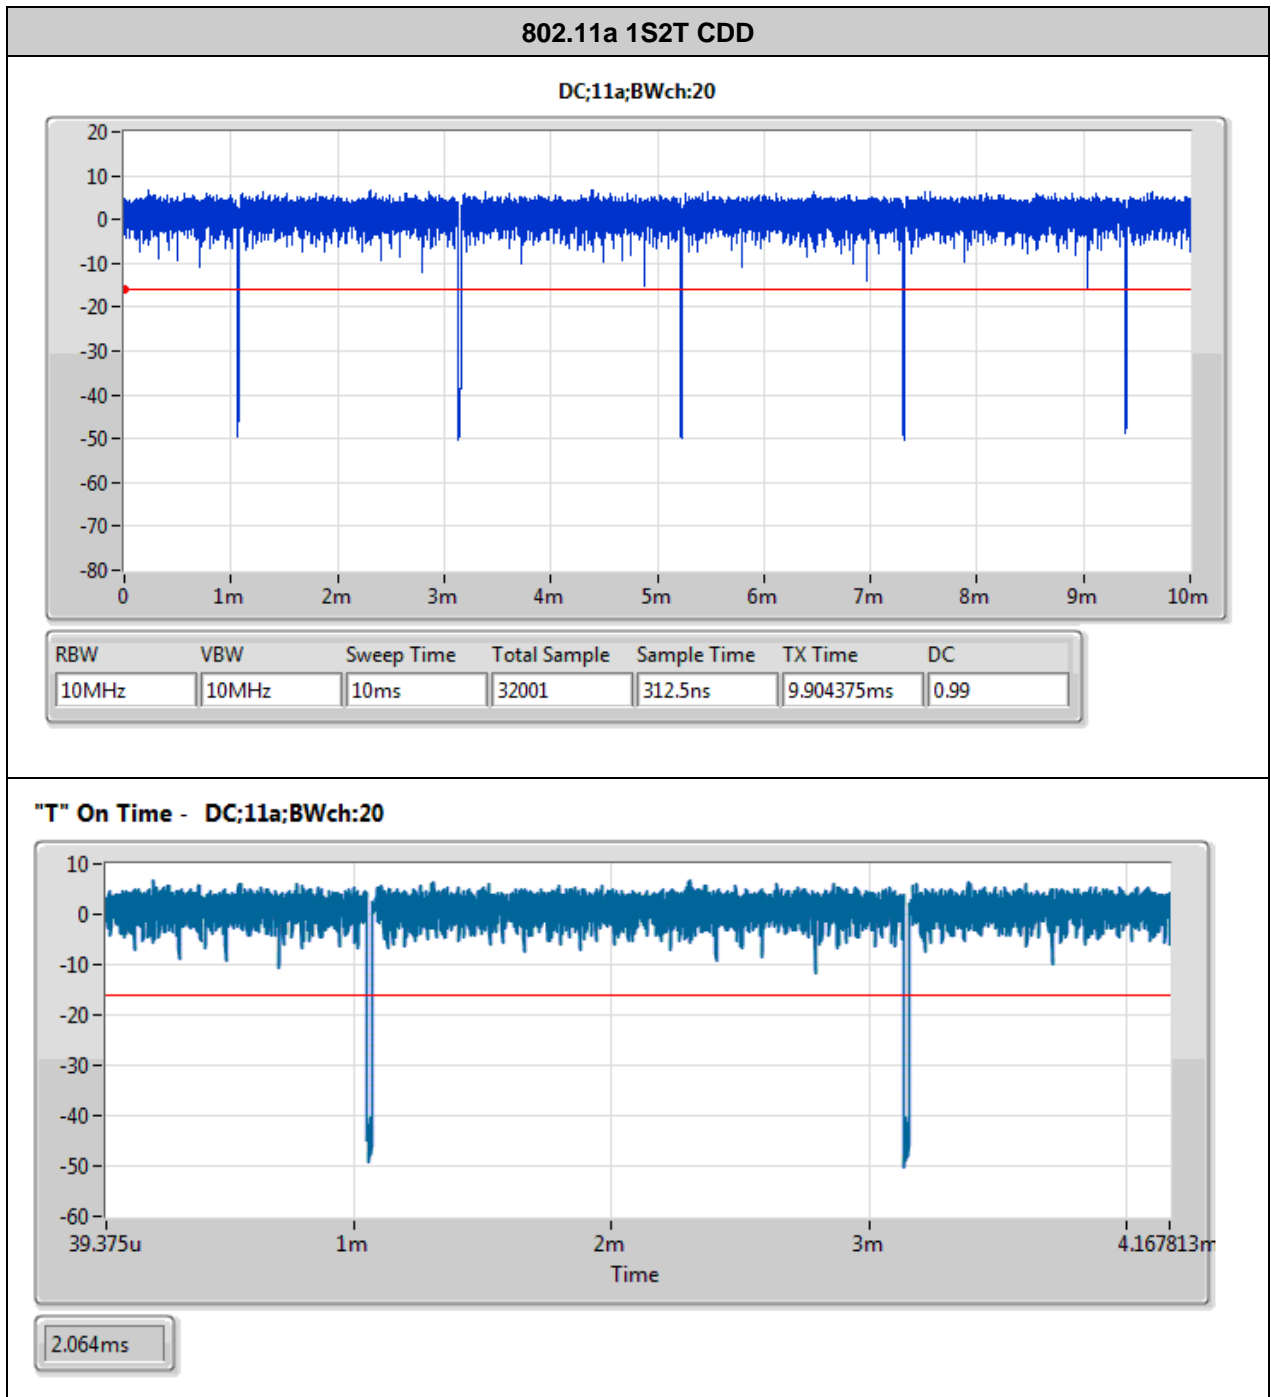 802.11a 1S2T CDD
DC;11a;BWch:20
20
10
0
-10
-20
-30
-40
-50
-60
-70
-80
0 1m 2m 3m 4m 5m 6m 7m 8m 9m 10m
RBW VBW Sweep Time Total Sample Sample Time TX Time DC
10MHz 10MHz 10ms 32001 312.5ns 9.904375ms 0.99
"T" On Time - DC;11a;BWch:20
10
0
-10
-20
-30
-40
-50
-60
39.375u 1m 2m 3m 4.167813m
Time
2.064ms